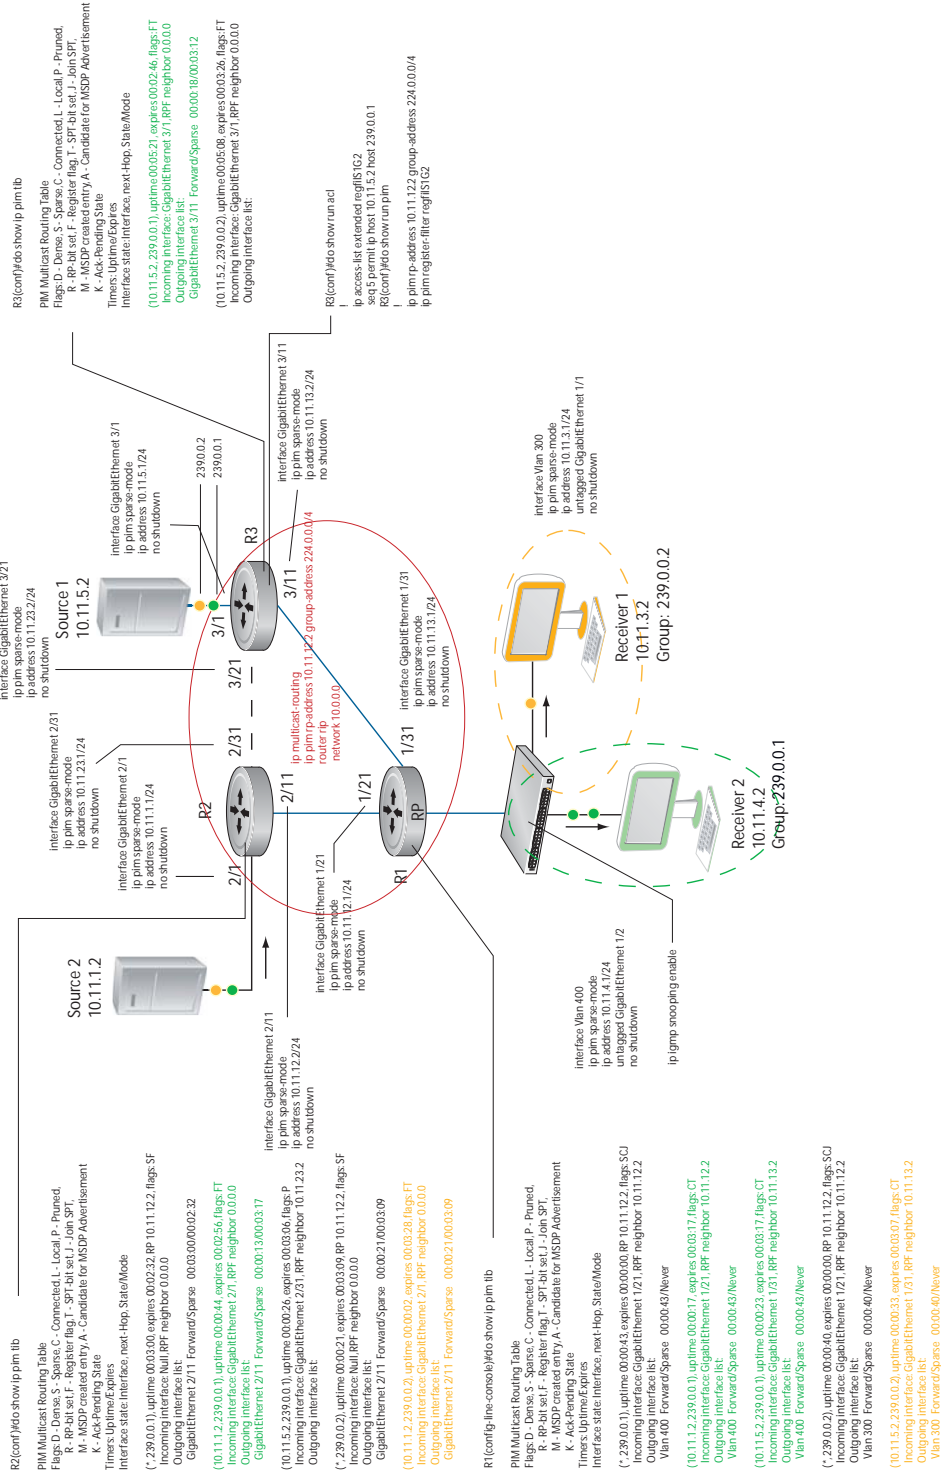 R2(conf)#do show ip pim tib
PIM Multicast Routing Table
Flags: D - Dense, S - Sparse, C - Connected, L - Local, P - Pruned,
R - RP-bit set, F - Register flag, T - SPT-bit set, J - Join SPT,
M - MSDP created entry, A - Candidate for MSDP Advertisement
K - Ack-Pending State
Timers: Uptime/Expires
Interface state: Interface, next-Hop, State/Mode
(*, 239.0.0.1), uptime 00:03:00, expires 00:02:32, RP 10.11.12.2, flags: SF
Incoming interface: Null, RPF neighbor 0.0.0.0
Outgoing interface list:
GigabitEthernet 2/11 Forward/Sparse 00:03:00/00:02:32
(10.11.1.2, 239.0.0.1), uptime 00:00:44, expires 00:02:56, flags: FT
Incoming interface: GigabitEthernet 2/1, RPF neighbor 0.0.0.0
Outgoing interface list:
GigabitEthernet 2/11 Forward/Sparse 00:00:13/00:03:17
(10.11.5.2, 239.0.0.1), uptime 00:00:26, expires 00:03:06, flags: P
Incoming interface: GigabitEthernet 2/31, RPF neighbor 10.11.23.2
Outgoing interface list:
(*, 239.0.0.2), uptime 00:00:21, expires 00:03:09, RP 10.11.12.2, flags: SF
Incoming interface: Null, RPF neighbor 0.0.0.0
Outgoing interface list:
GigabitEthernet 2/11 Forward/Sparse 00:00:21/00:03:09
(10.11.1.2, 239.0.0.2), uptime 00:00:02, expires 00:03:28, flags: FT
Incoming interface: GigabitEthernet 2/1, RPF neighbor 0.0.0.0
Outgoing interface list:
GigabitEthernet 2/11 Forward/Sparse 00:00:21/00:03:09
R1(config-line-console)#do show ip pim tib
PIM Multicast Routing Table
Flags: D - Dense, S - Sparse, C - Connected, L - Local, P - Pruned,
R - RP-bit set, F - Register flag, T - SPT-bit set, J - Join SPT,
M - MSDP created entry, A - Candidate for MSDP Advertisement
K - Ack-Pending State
Timers: Uptime/Expires
Interface state: Interface, next-Hop, State/Mode
(*, 239.0.0.1), uptime 00:00:43, expires 00:00:00, RP 10.11.12.2, flags: SCJ
Incoming interface: GigabitEthernet 1/21, RPF neighbor 10.11.12.2
Outgoing interface list:
Vlan 400 Forward/Sparse 00:00:43/Never
(10.11.1.2, 239.0.0.1), uptime 00:00:17, expires 00:03:17, flags: CT
Incoming interface: GigabitEthernet 1/21, RPF neighbor 10.11.12.2
Outgoing interface list:
Vlan 400 Forward/Sparse 00:00:43/Never
(10.11.5.2, 239.0.0.1), uptime 00:00:23, expires 00:03:17, flags: CT
Incoming interface: GigabitEthernet 1/31, RPF neighbor 10.11.13.2
Outgoing interface list:
Vlan 400 Forward/Sparse 00:00:43/Never
(*, 239.0.0.2), uptime 00:00:40, expires 00:00:00, RP 10.11.12.2, flags: SCJ
Incoming interface: GigabitEthernet 1/21, RPF neighbor 10.11.12.2
Outgoing interface list:
Vlan 300 Forward/Sparse 00:00:40/Never
(10.11.5.2, 239.0.0.2), uptime 00:00:33, expires 00:03:07, flags: CT
Incoming interface: GigabitEthernet 1/31, RPF neighbor 10.11.13.2
Outgoing interface list:
Vlan 300 Forward/Sparse 00:00:40/Never
Source 2
10.11.1.2
interface GigabitEthernet 2/11
ip pim sparse-mode
ip address 10.11.12.2/24
no shutdown
interface GigabitEthernet 2/1
ip pim sparse-mode
ip address 10.11.1.1/24
no shutdown
interface GigabitEthernet 2/31
ip pim sparse-mode
ip address 10.11.23.1/24
no shutdown
interface GigabitEthernet 3/21
ip pim sparse-mode
ip address 10.11.23.2/24
no shutdown
interface GigabitEthernet 1/21
ip pim sparse-mode
ip address 10.11.12.1/24
no shutdown
2/1
R2
2/31
2/11
1/21
R1
RP
1/31
3/21
3/1
R3
3/11
ip multicast-routing
ip pim rp-address 10.11.12.2 group-address 224.0.0.0/4
router rip
network 10.0.0.0
Source 1
10.11.5.2
interface GigabitEthernet 3/1
ip pim sparse-mode
ip address 10.11.5.1/24
no shutdown
239.0.0.2
239.0.0.1
interface GigabitEthernet 3/11
ip pim sparse-mode
ip address 10.11.13.2/24
no shutdown
interface GigabitEthernet 1/31
ip pim sparse-mode
ip address 10.11.13.1/24
no shutdown
interface Vlan 400
ip pim sparse-mode
ip address 10.11.4.1/24
untagged GigabitEthernet 1/2
no shutdown
ip igmp snooping enable
Receiver 2
10.11.4.2
Group: 239.0.0.1
Receiver 1
10.11.3.2
Group: 239.0.0.2
interface Vlan 300
ip pim sparse-mode
ip address 10.11.3.1/24
untagged GigabitEthernet 1/1
no shutdown
R3(conf)#do show ip pim tib
PIM Multicast Routing Table
Flags: D - Dense, S - Sparse, C - Connected, L - Local, P - Pruned,
R - RP-bit set, F - Register flag, T - SPT-bit set, J - Join SPT,
M - MSDP created entry, A - Candidate for MSDP Advertisement
K - Ack-Pending State
Timers: Uptime/Expires
Interface state: Interface, next-Hop, State/Mode
(10.11.5.2, 239.0.0.1), uptime 00:05:21, expires 00:02:46, flags: FT
Incoming interface: GigabitEthernet 3/1, RPF neighbor 0.0.0.0
Outgoing interface list:
GigabitEthernet 3/11 Forward/Sparse 00:00:18/00:03:12
(10.11.5.2, 239.0.0.2), uptime 00:05:08, expires 00:03:26, flags: FT
Incoming interface: GigabitEthernet 3/1, RPF neighbor 0.0.0.0
Outgoing interface list:
R3(conf)#do show run acl
!
ip access-list extended regfilS1G2
seq 5 permit ip host 10.11.5.2 host 239.0.0.1
R3(conf)#do show run pim
!
ip pim rp-address 10.11.12.2 group-address 224.0.0.0/4
ip pim register-filter regfilS1G2